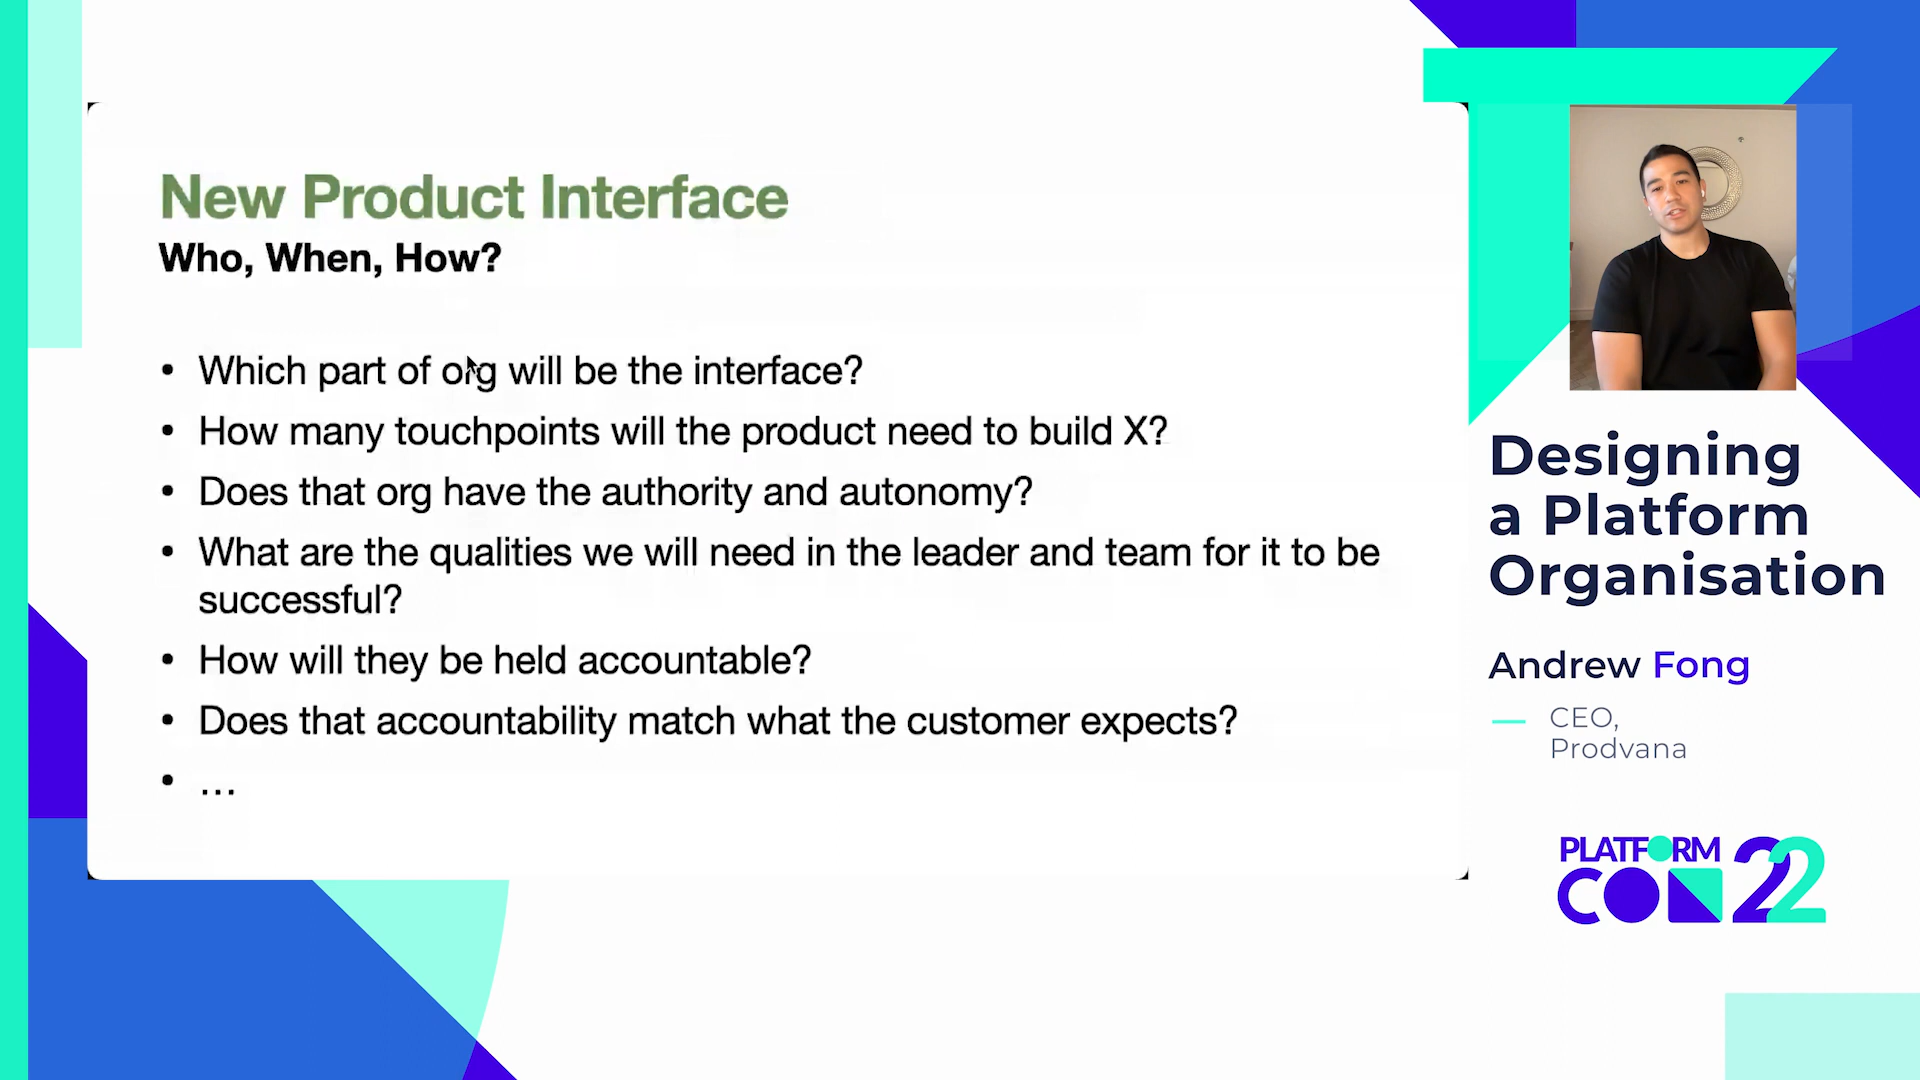 New Product Interface
Who, When, How?
• Which part of org will be the interface?
• How many touchpoints will the product need to build X?
• Does that org have the authority and autonomy?
• What are the qualities we will need in the leader and team for it to be
successful?
• How will they be held accountable?
• Does that accountability match what the customer expects?
• ...
Designing
a Platform
Organisation
Andrew Fong
CEO,
Prodvana
PLATFORM
CON 22